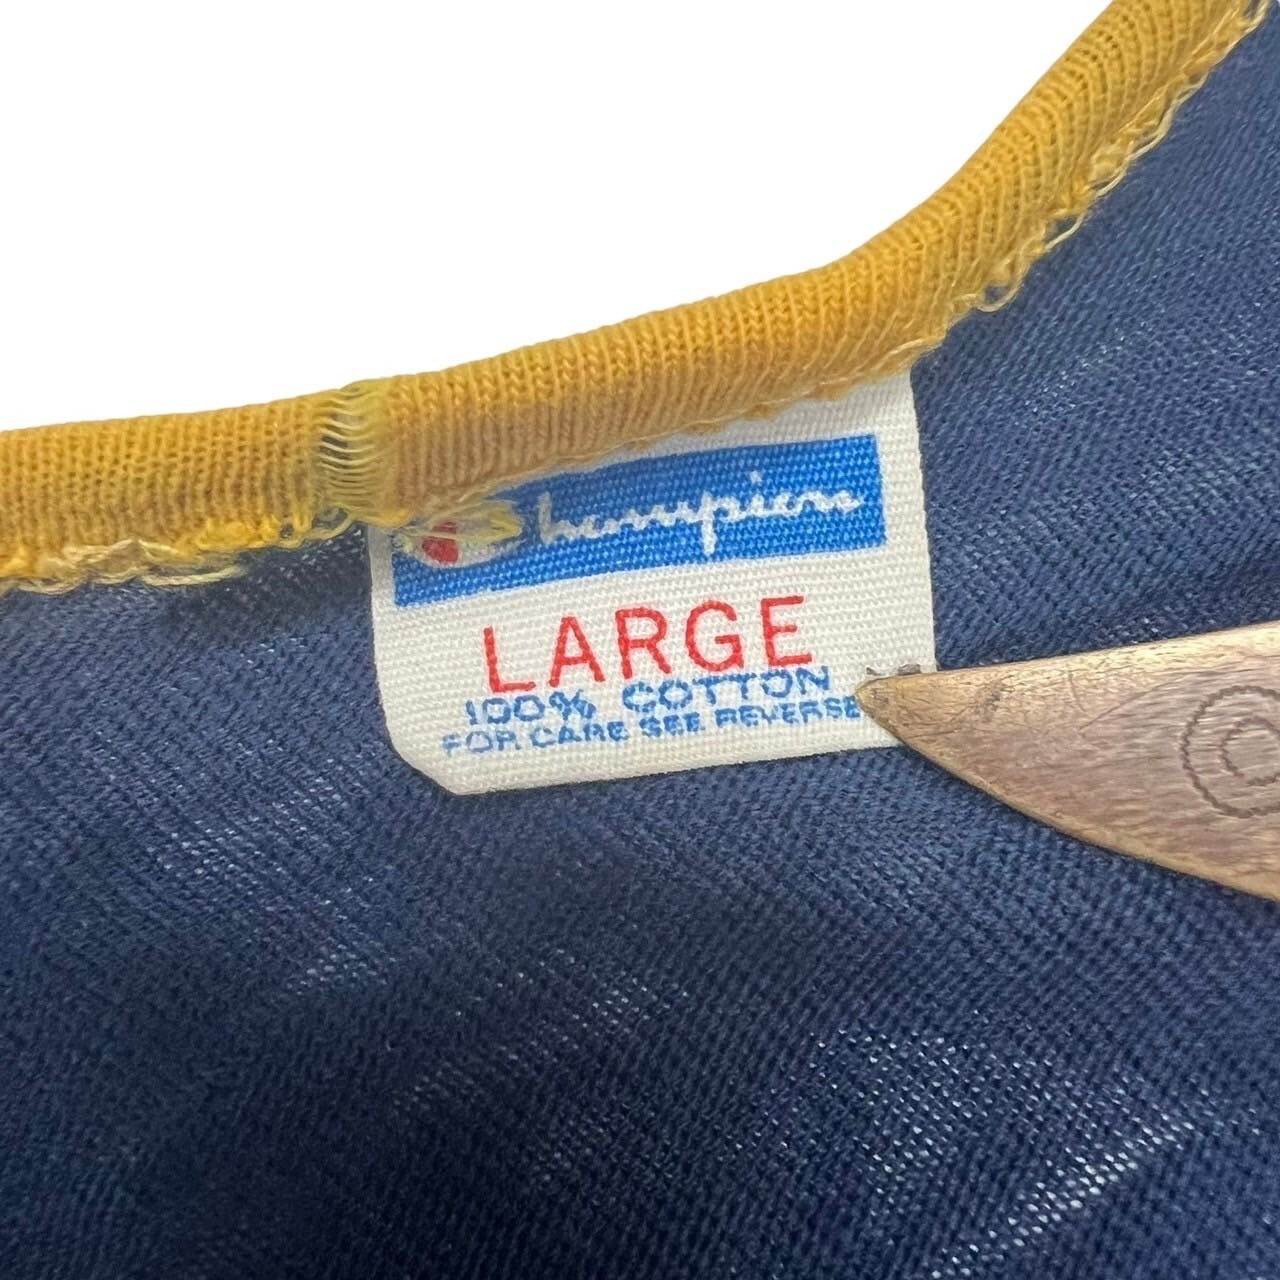 Champion
LARGE
100% COTTON
FOR CARE SEE REVERSE